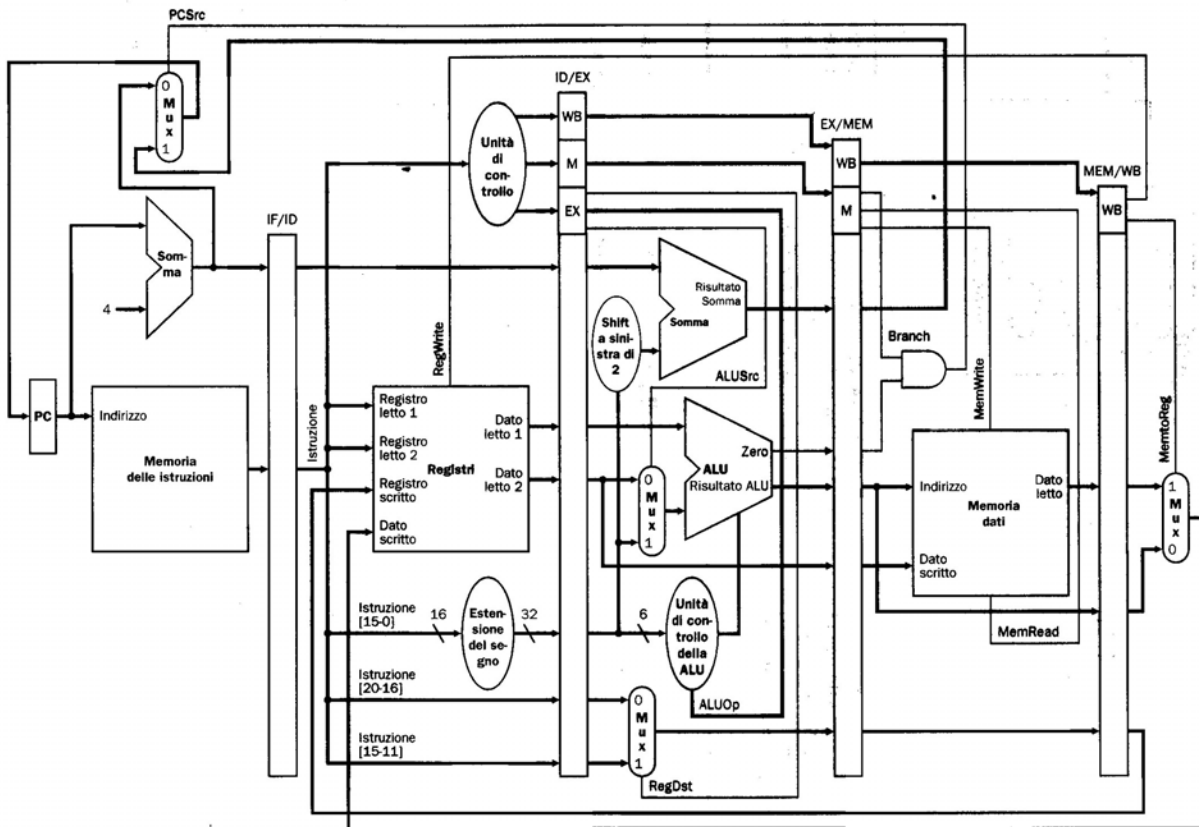 PCSrc
0
M
u
x
1
ID/EX
WB
M
EX
Unità
di
con-
trollo
EX/MEM
WB
M
MEM/WB
WB
IF/ID
Som-
ma
4
RegWrite
Shift
a sini-
stra di
2
Risultato
Somma
Somma
ALUSrc
Branch
MemWrite
MemtoReg
PC
Indirizzo
Memoria
delle istruzioni
Istruzione
Registro
letto 1
Registro
letto 2
Registro
scritto
Dato
scritto
Registri
Dato
letto 1
Dato
letto 2
0
M
u
x
1
Zero
ALU
Risultato ALU
Indirizzo
Dato
letto
Memoria
dati
Dato
scritto
1
M
u
x
0
Istruzione
[15-0]
16
Esten-
sione
del se-
gno
32
6
Unità
di con-
trollo
della
ALU
MemRead
Istruzione
[20-16]
ALUOp
0
M
u
x
1
Istruzione
[15-11]
RegDst